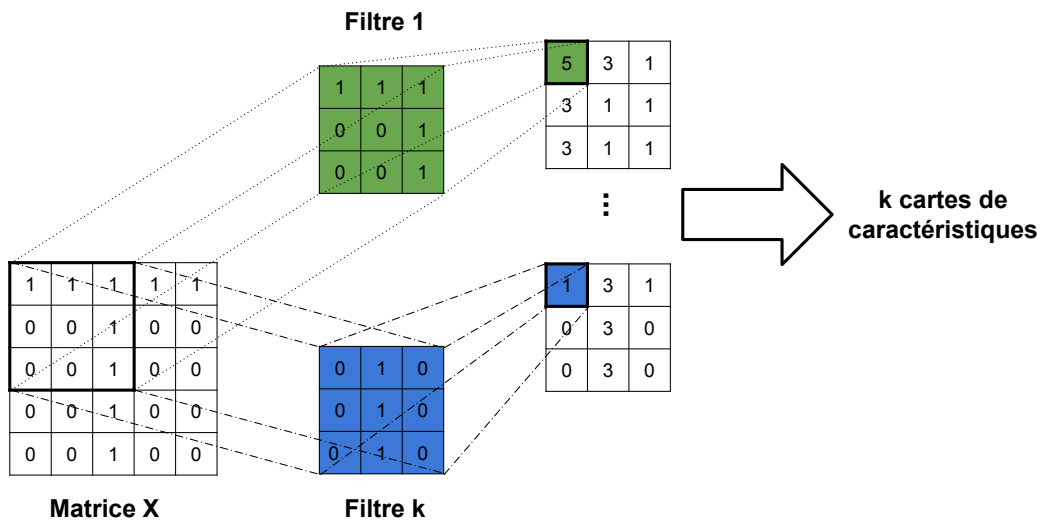 Filtre 1
1 1 1
0 0 1
0 0 1
5 3 1
3 1 1
3 1 1
⋮
k cartes de
caractéristiques
1 1 1 1 1
0 0 1 0 0
0 0 1 0 0
0 0 1 0 0
0 0 1 0 0
Matrice X
0 1 0
0 1 0
0 1 0
Filtre k
1 3 1
0 3 0
0 3 0